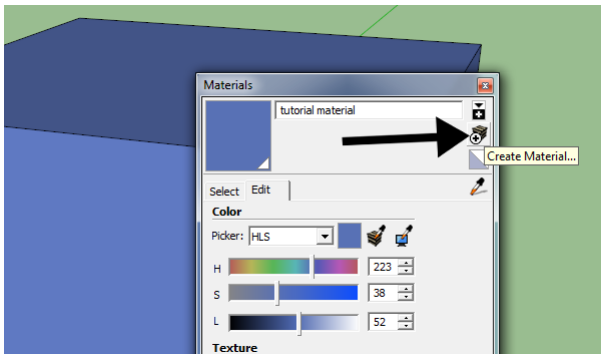 Materials
tutorial material
Create Material...
Select Edit
Color
Picker: HLS
H 223
S 38
L 52
Texture